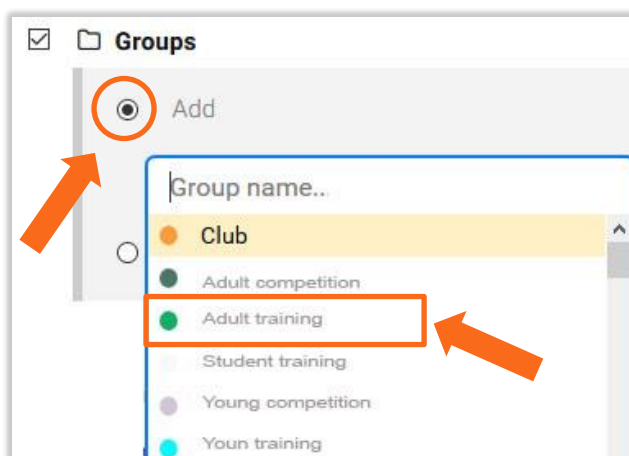 Groups
Add
Group name..
Club
Adult competition
Adult training
Student training
Young competition
Youn training